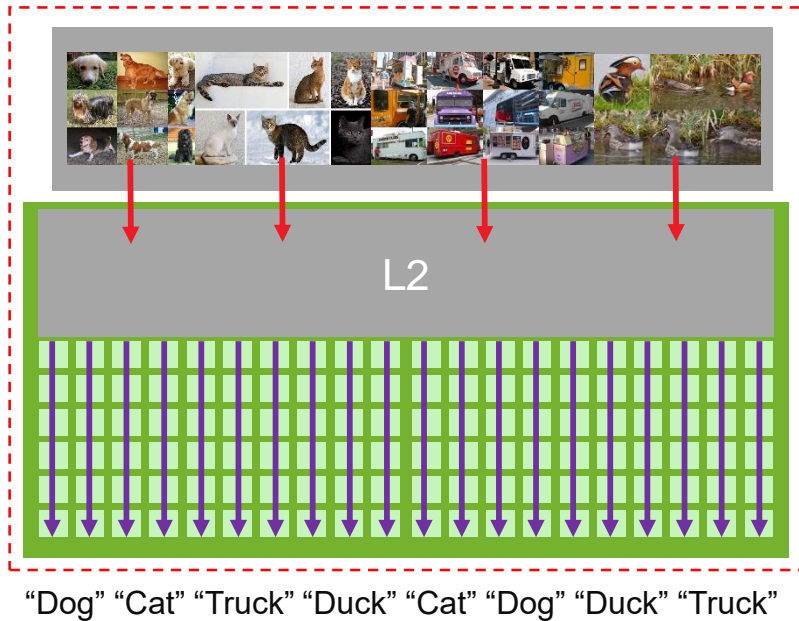 L2
“Dog” “Cat” “Truck” “Duck” “Cat” “Dog” “Duck” “Truck”